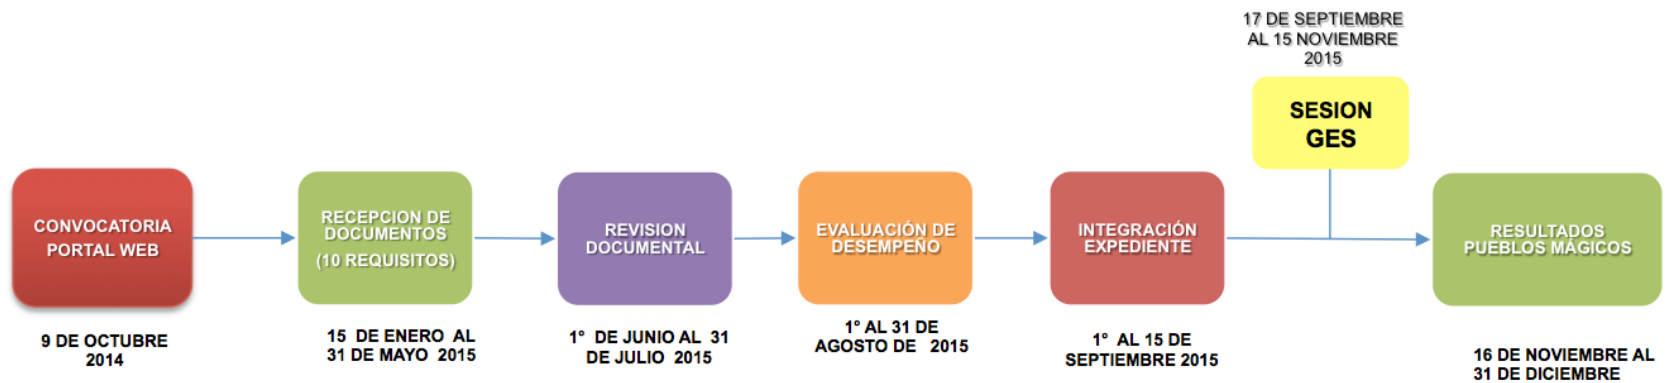 17 DE SEPTIEMBRE
AL 15 NOVIEMBRE
2015
SESION
GES
CONVOCATORIA
PORTAL WEB
RECEPCION DE
DOCUMENTOS
(10 REQUISITOS)
REVISION
DOCUMENTAL
EVALUACIÓN DE
DESEMPEÑO
INTEGRACIÓN
EXPEDIENTE
RESULTADOS
PUEBLOS MÁGICOS
9 DE OCTUBRE
2014
15 DE ENERO AL
31 DE MAYO 2015
1° DE JUNIO AL 31
DE JULIO 2015
1° AL 31 DE
AGOSTO DE 2015
1° AL 15 DE
SEPTIEMBRE 2015
16 DE NOVIEMBRE AL
31 DE DICIEMBRE